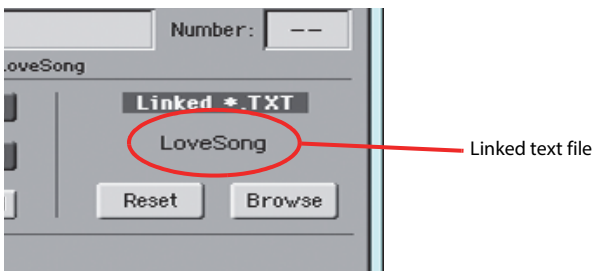 Number: --
oveSong
Linked *.TXT
LoveSong
Linked text file
Reset Browse